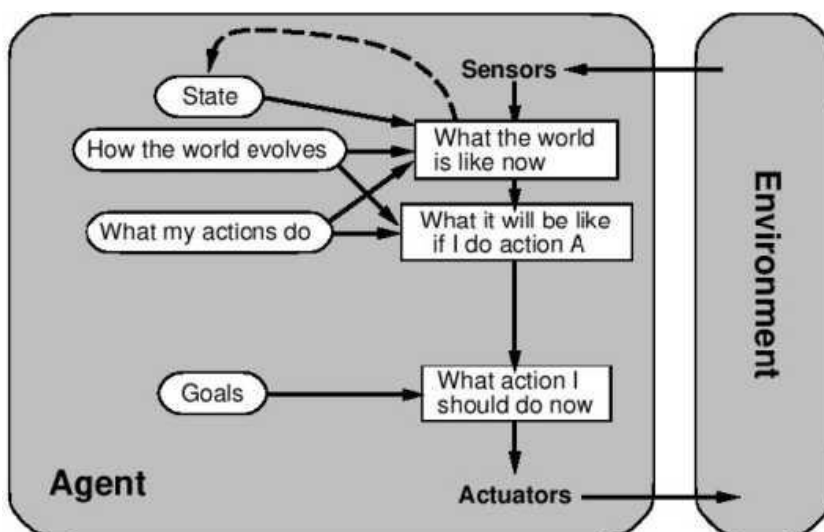 Sensors
State
What the world
is like now
How the world evolves
What it will be like
if I do action A
What my actions do
Environment
What action I
should do now
Goals
Agent
Actuators